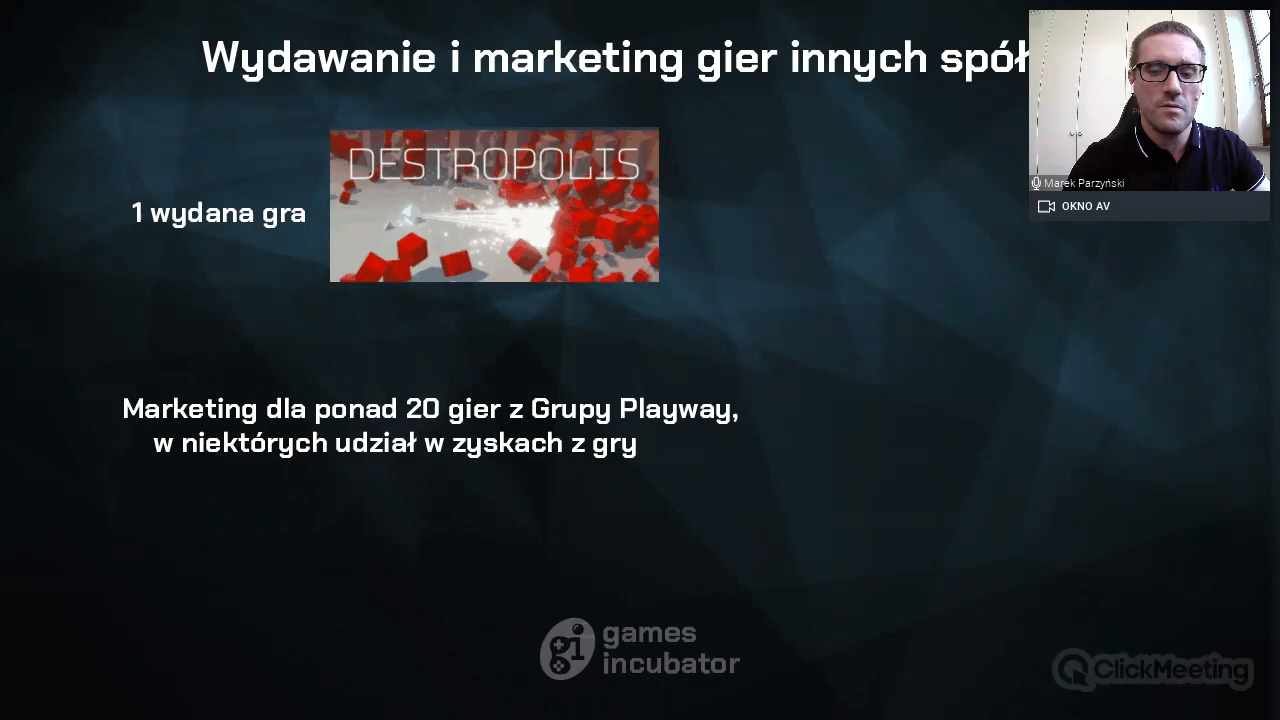 Wydawanie i marketing gier innych spół
DESTROPOLIS
1 wydana gra
Marek Parzyński
OKNO AV
Marketing dla ponad 20 gier z Grupy Playway,
w niektórych udział w zyskach z gry
gi games
incubator
ClickMeeting